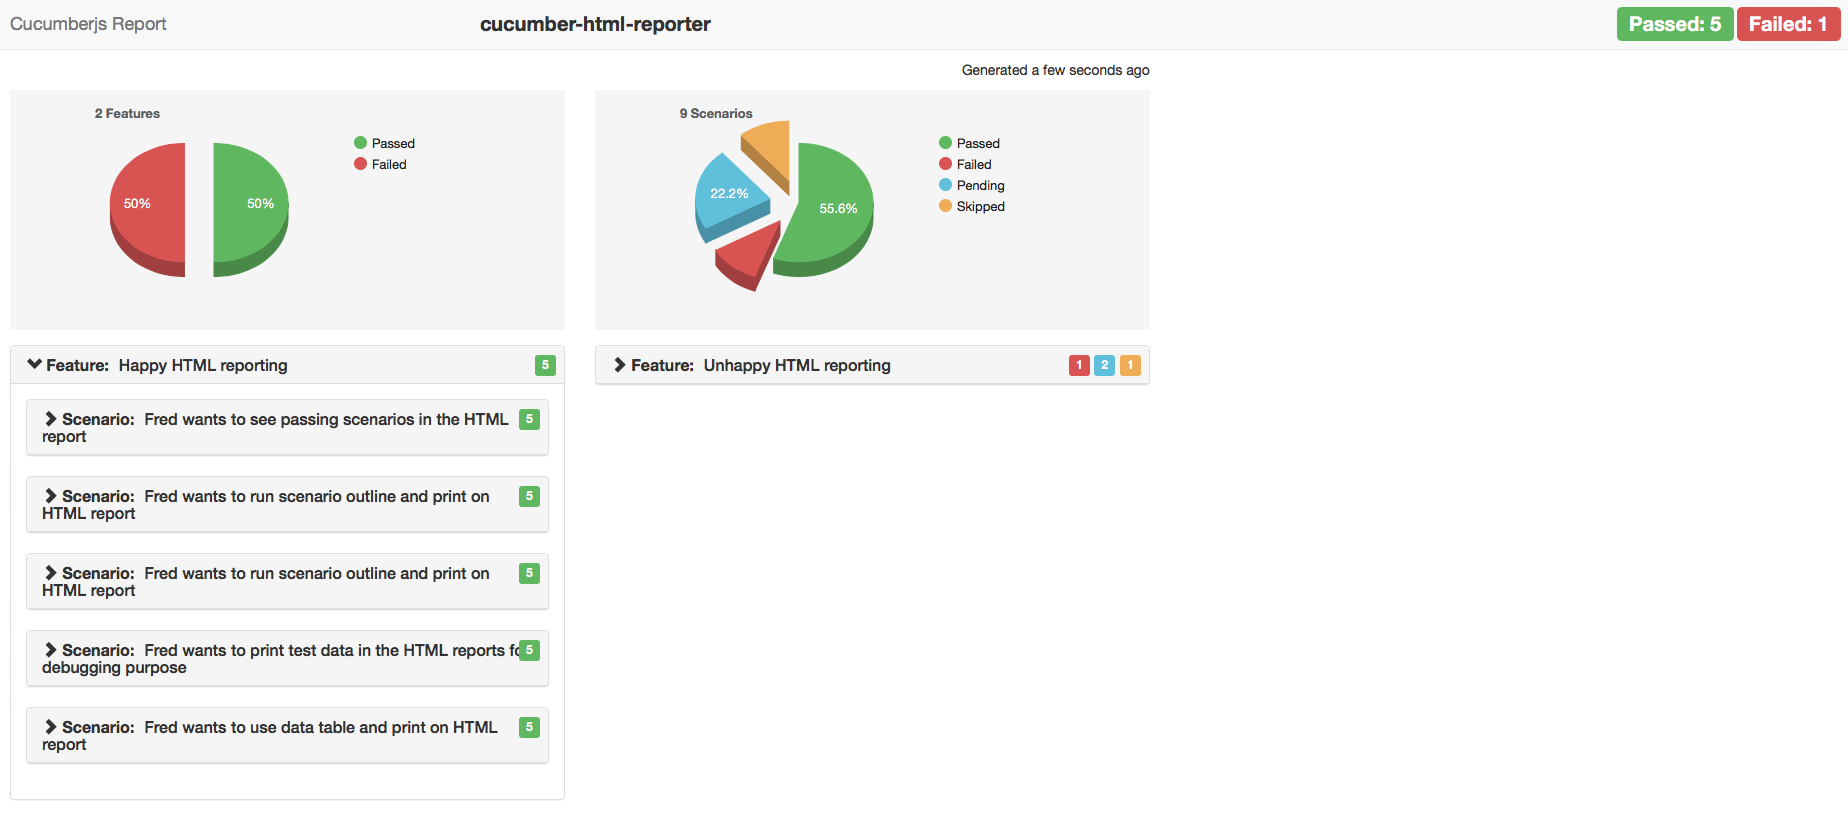 Cucumberjs Report
cucumber-html-reporter
Passed: 5
Failed: 1
Generated a few seconds ago
2 Features
Passed
Failed
50%
50%
9 Scenarios
Passed
Failed
Pending
Skipped
22.2%
55.6%
Feature: Happy HTML reporting 5
Scenario: Fred wants to see passing scenarios in the HTML 5
report
Scenario: Fred wants to run scenario outline and print on 5
HTML report
Scenario: Fred wants to run scenario outline and print on 5
HTML report
Scenario: Fred wants to print test data in the HTML reports 5
debugging purpose
Scenario: Fred wants to use data table and print on HTML 5
report
Feature: Unhappy HTML reporting 1 2 1